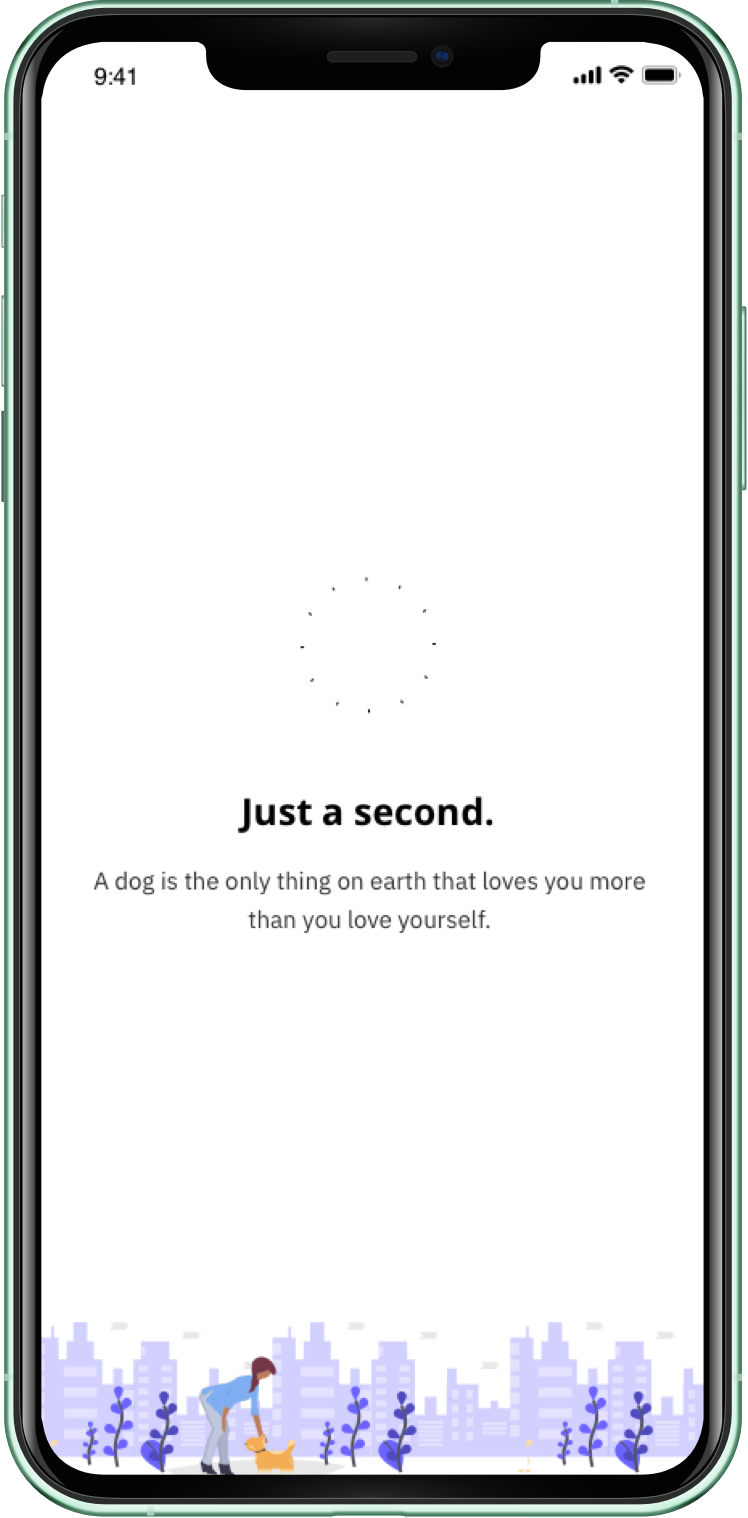 9:41
Just a second.
A dog is the only thing on earth that loves you more
than you love yourself.